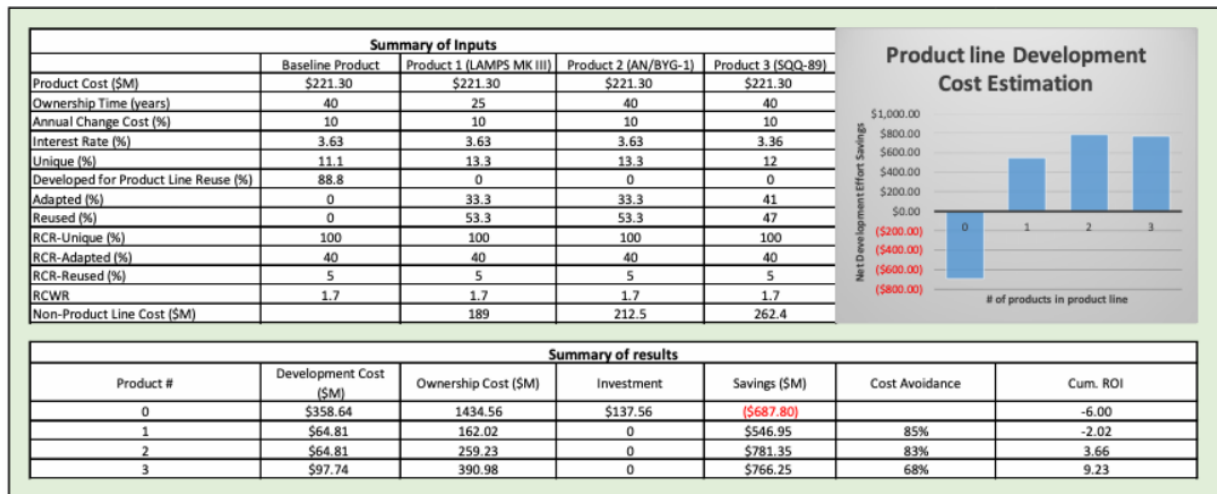 Summary of Inputs
Baseline Product Product 1 (LAMPS MK III) Product 2 (AN/BYG-1) Product 3 (SQQ-89)
Product Cost ($M) $221.30 $221.30 $221.30 $221.30
Ownership Time (years) 40 25 40 40
Annual Change Cost (%) 10 10 10 10
Interest Rate (%) 3.63 3.63 3.63 3.36
Unique (%) 11.1 13.3 13.3 12
Developed for Product Line Reuse (%) 88.8 0 0 0
Adapted (%) 0 33.3 33.3 41
Reused (%) 0 53.3 53.3 47
RCR-Unique (%) 100 100 100 100
RCR-Adapted (%) 40 40 40 40
RCR-Reused (%) 5 5 5 5
RCWR 1.7 1.7 1.7 1.7
Non-Product Line Cost ($M) 189 212.5 262.4
Product line Development
Cost Estimation
Net Development Effort Savings
$1,000.00
$800.00
$600.00
$400.00
$200.00
$0.00
($200.00)
($400.00)
($600.00)
($800.00)
0 1 2 3
# of products in product line
Summary of results
Product # Development Cost ($M) Ownership Cost ($M) Investment Savings ($M) Cost Avoidance Cum. ROI
0 $358.64 1434.56 $137.56 ($687.80) -6.00
1 $64.81 162.02 0 $546.95 85% -2.02
2 $64.81 259.23 0 $781.35 83% 3.66
3 $97.74 390.98 0 $766.25 68% 9.23